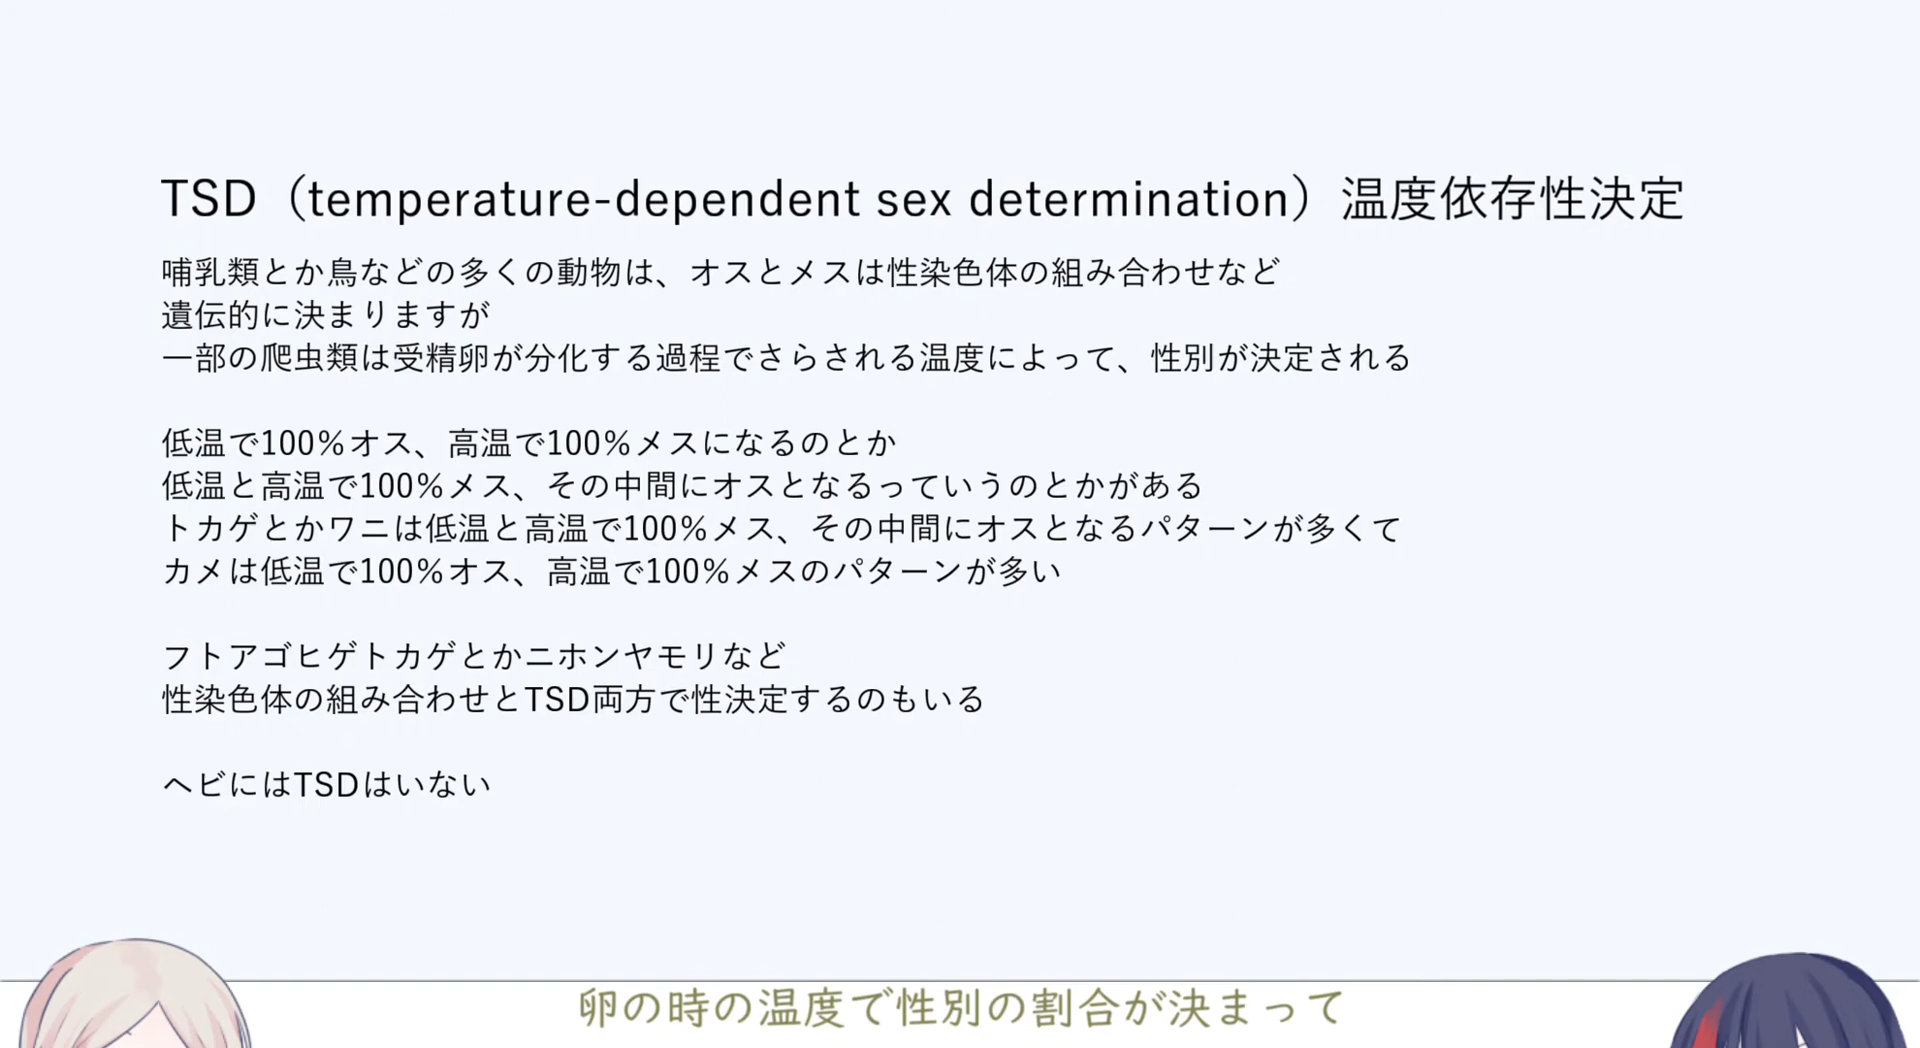 TSD（temperature-dependent sex determination）温度依存性決定
哺乳類とか鳥などの多くの動物は、オスとメスは性染色体の組み合わせなど
遺伝的に決まりますが
一部の爬虫類は受精卵が分化する過程でさらされる温度によって、性別が決定される
低温で100%オス、高温で100%メスになるのとか
低温と高温で100%メス、その中間にオスとなるっていうのとかがある
トカゲとかワニは低温と高温で100%メス、その中間にオスとなるパターンが多くて
カメは低温で100%オス、高温で100%メスのパターンが多い
フトアゴヒゲトカゲとかニホンヤモリなど
性染色体の組み合わせとTSD両方で性決定するのもいる
ヘビにはTSDはいない
卵の時の温度で性別の割合が決まって